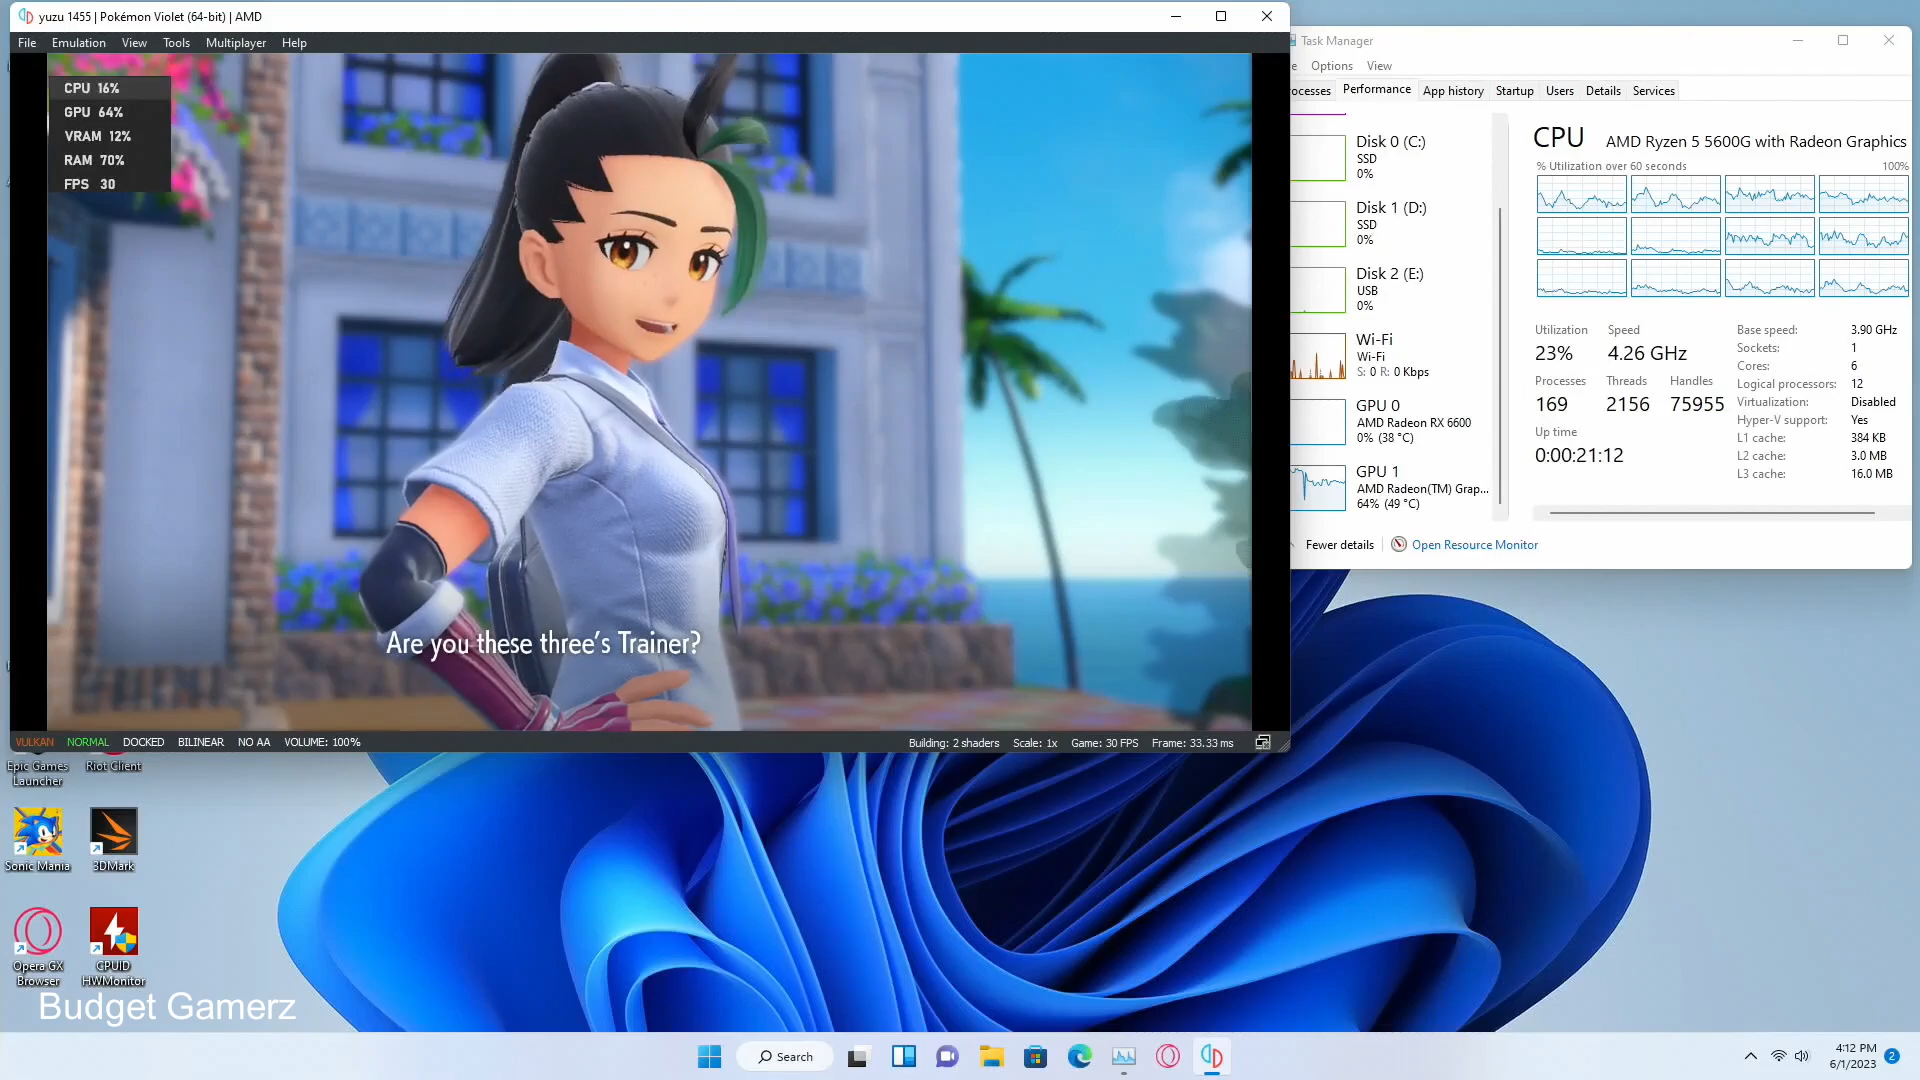 yuzu 1455 | Pokémon Violet (64-bit) | AMD
File Emulation View Tools Multiplayer Help
CPU 16%
GPU 64%
VRAM 12%
RAM 70%
FPS 30
Are you these three's Trainer?
VULKAN NORMAL DOCKED BILINEAR NO AA VOLUME: 100%
Building: 2 shaders Scale: 1x Game: 30 FPS Frame: 33.33 ms
Task Manager
Options View
Performance App history Startup Users Details Services
Disk 0 (C:)
SSD
0%
Disk 1 (D:)
SSD
0%
Disk 2 (E:)
USB
0%
Wi-Fi
Wi-Fi
S: 0 R: 0 Kbps
GPU 0
AMD Radeon RX 6600
0% (38 °C)
GPU 1
AMD Radeon(TM) Grap...
64% (49 °C)
CPU AMD Ryzen 5 5600G with Radeon Graphics
% Utilization over 60 seconds 100%
Utilization Speed
23% 4.26 GHz
Processes Threads Handles
169 2156 75955
Up time
0:00:21:12
Base speed: 3.90 GHz
Sockets: 1
Cores: 6
Logical processors: 12
Virtualization: Disabled
Hyper-V support: Yes
L1 cache: 384 KB
L2 cache: 3.0 MB
L3 cache: 16.0 MB
Fewer details Open Resource Monitor
Epic Games
Launcher
Riot Client
Sonic Mania
3DMark
Opera GX
Browser
CPUID
HWMonitor
Budget Gamerz
Search
4:12 PM
6/1/2023
2